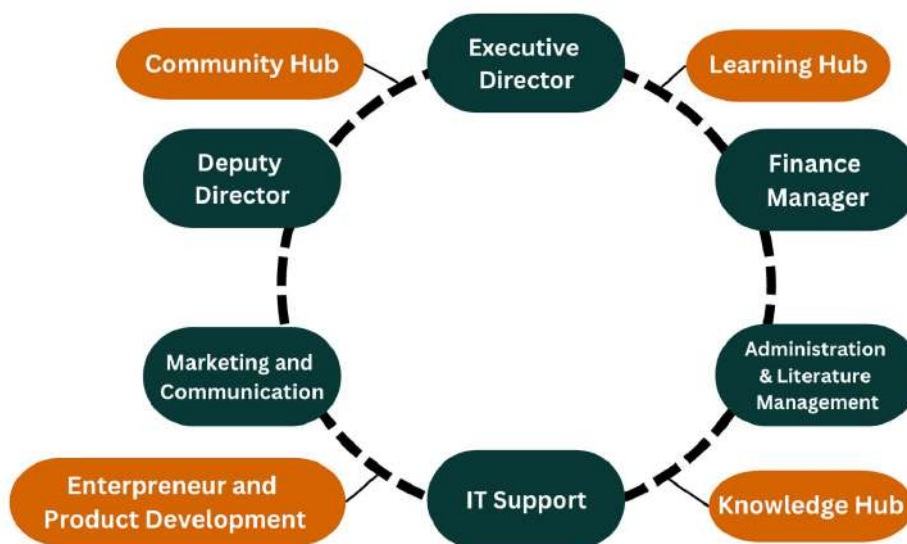 Executive
Director
Community Hub
Learning Hub
Deputy
Director
Finance
Manager
Marketing and
Communication
Administration
& Literature
Management
Enterpreneur and
Product Development
IT Support
Knowledge Hub